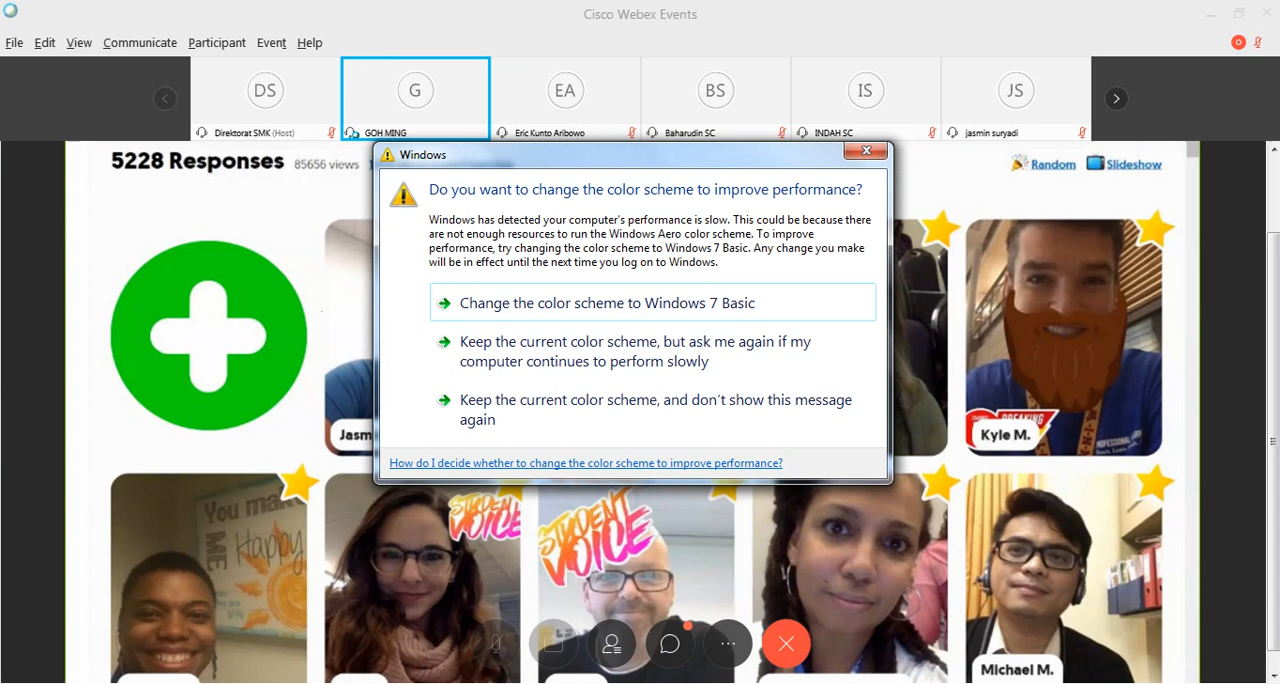 Cisco Webex Events
File Edit View Communicate Participant Event Help
DS G EA BS IS JS
Direktorat SMK (Host) GOH MING Eric Kunto Aribowo Baharudin SC INDAH SC jasmin suryadi
5228 Responses 85656 views Random Slideshow
Windows
Do you want to change the color scheme to improve performance?
Windows has detected your computer's performance is slow. This could be because there
are not enough resources to run the Windows Aero color scheme. To improve
performance, try changing the color scheme to Windows 7 Basic. Any change you make
will be in effect until the next time you log on to Windows.
Change the color scheme to Windows 7 Basic
Keep the current color scheme, but ask me again if my
computer continues to perform slowly
Keep the current color scheme, and don't show this message
again
How do I decide whether to change the color scheme to improve performance?
Jasm
BREAKING
Kyle M.
PROFESSIONAL
You make
ME
Happy
STUDENT
VOICE
STUDENT
VOICE
Michael M.